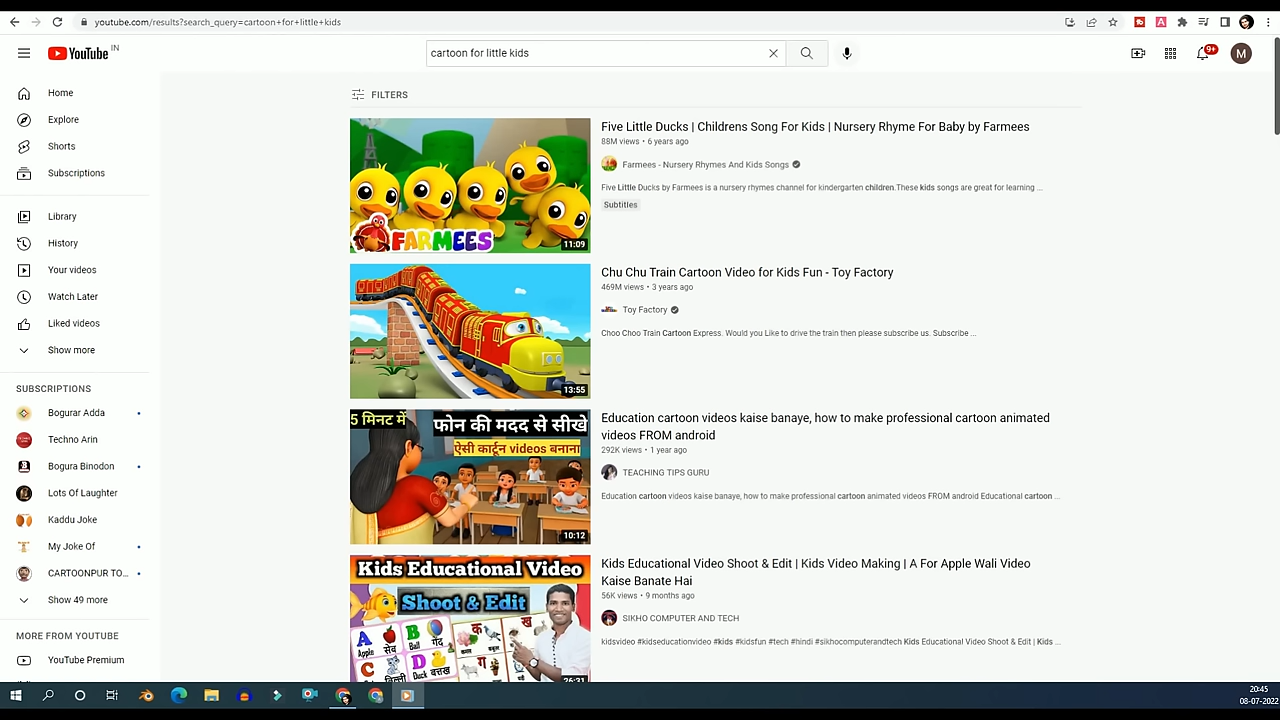 youtube.com/results?search_query=cartoon+for+little+kids
YouTube IN
cartoon for little kids
9+
M
Home
Explore
Shorts
Subscriptions
Library
History
Your videos
Watch Later
Liked videos
Show more
SUBSCRIPTIONS
Bogurar Adda
Techno Arin
Bogura Binodon
Lots Of Laughter
Kaddu Joke
My Joke Of
CARTOONPUR TO...
Show 49 more
MORE FROM YOUTUBE
YouTube Premium
FILTERS
FARMEES
11:09
Five Little Ducks | Childrens Song For Kids | Nursery Rhyme For Baby by Farmees
88M views • 6 years ago
Farmees - Nursery Rhymes And Kids Songs
Five Little Ducks by Farmees is a nursery rhymes channel for kindergarten children.These kids songs are great for learning ...
Subtitles
13:55
Chu Chu Train Cartoon Video for Kids Fun - Toy Factory
469M views • 3 years ago
Toy Factory
Choo Choo Train Cartoon Express. Would you Like to drive the train then please subscribe us. Subscribe ...
5 मिनट में
फोन की मदद से सीखे
ऐसी कार्टून videos बनाना
10:12
Education cartoon videos kaise banaye, how to make professional cartoon animated
videos FROM android
292K views • 1 year ago
TEACHING TIPS GURU
Education cartoon videos kaise banaye, how to make professional cartoon animated videos FROM android Educational cartoon ...
Kids Educational Video
Shoot & Edit
A Apple सेब
B Ball गेंद
क
ख
C
बिल्ली
D Duck बत्तख
ग
26:31
Kids Educational Video Shoot & Edit | Kids Video Making | A For Apple Wali Video
Kaise Banate Hai
56K views • 9 months ago
SIKHO COMPUTER AND TECH
kidsvideo #kidseducationvideo #kids #kidsfun #tech #hindi #sikhocomputerandtech Kids Educational Video Shoot & Edit | Kids ...
20:45
08-07-2022